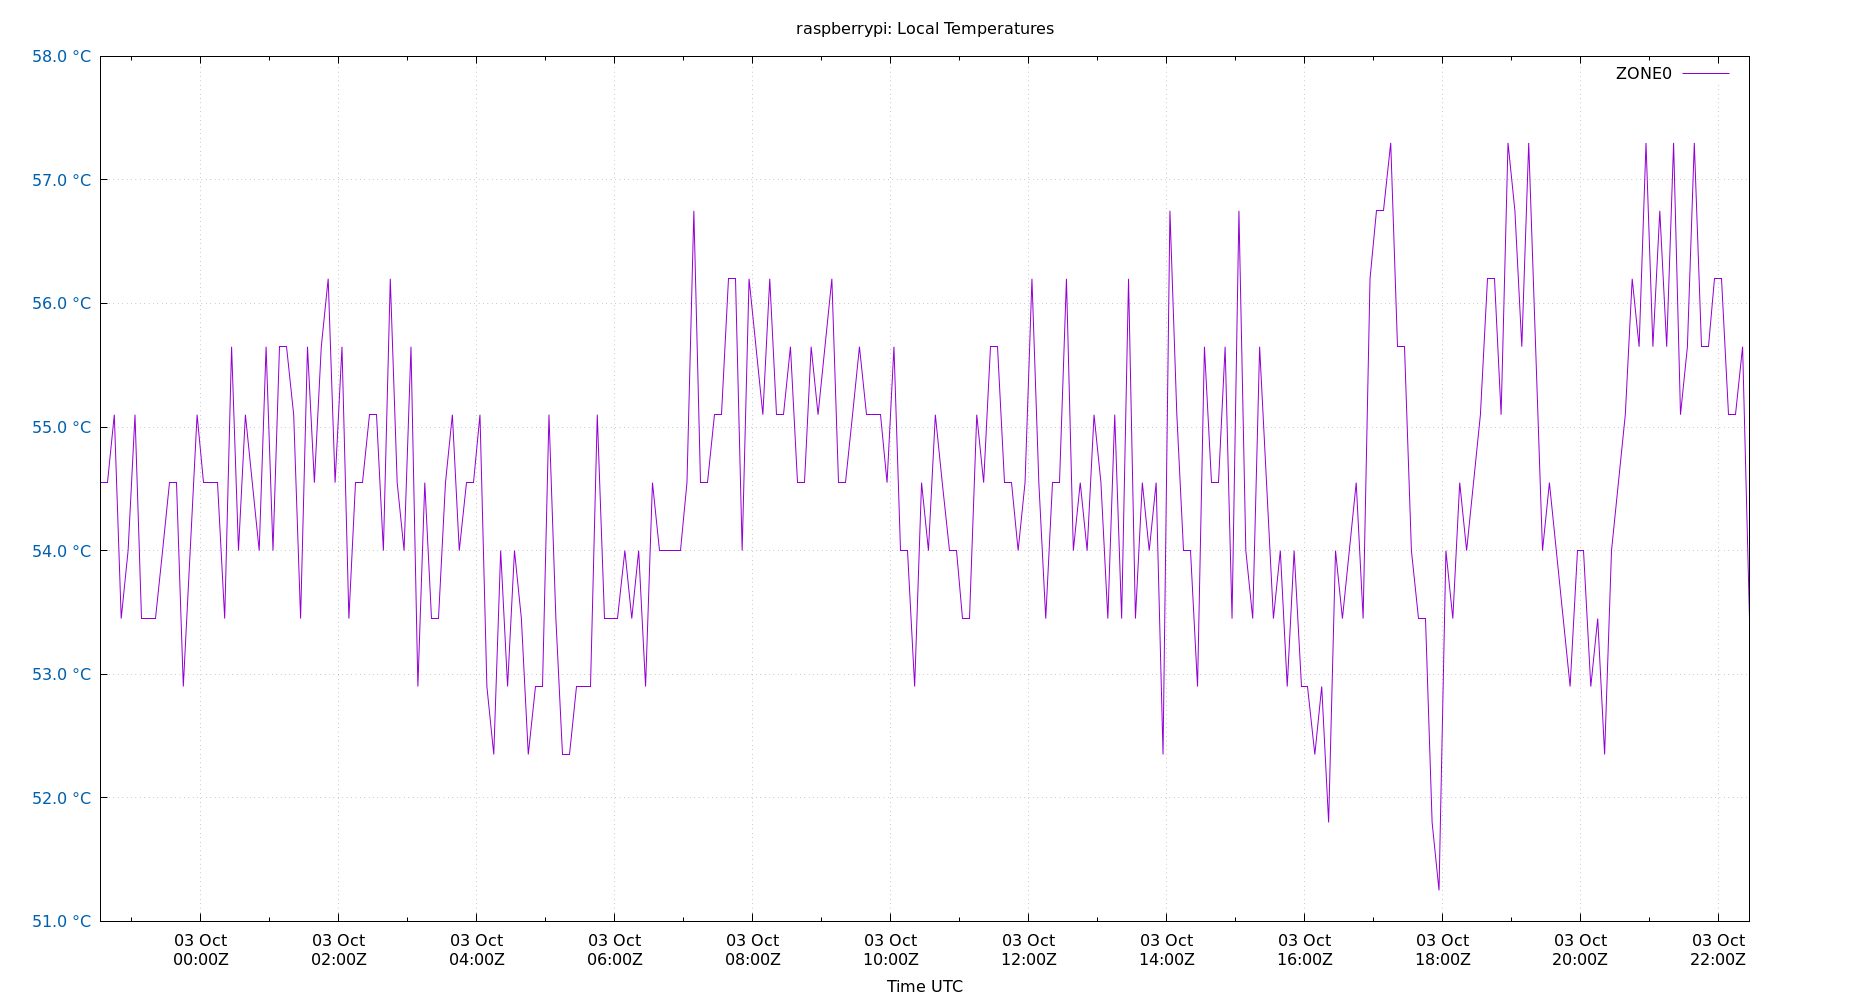 raspberrypi: Local Temperatures
58.0 °C
ZONE0
57.0 °C
56.0 °C
55.0 °C
54.0 °C
53.0 °C
52.0 °C
51.0 °C
03 Oct 03 Oct 03 Oct 03 Oct 03 Oct 03 Oct 03 Oct 03 Oct 03 Oct 03 Oct 03 Oct 03 Oct
00:00Z 02:00Z 04:00Z 06:00Z 08:00Z 10:00Z 12:00Z 14:00Z 16:00Z 18:00Z 20:00Z 22:00Z
Time UTC